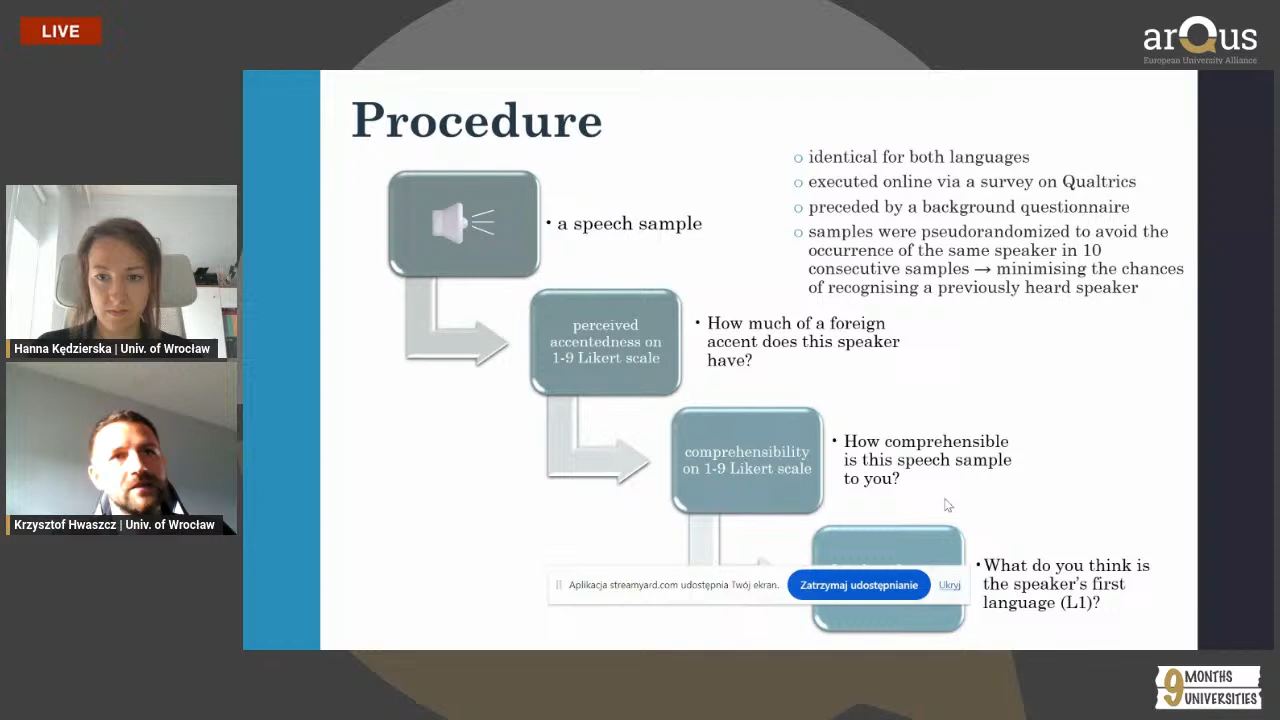 LIVE
arQus
European University Alliance
Procedure
identical for both languages
executed online via a survey on Qualtrics
preceded by a background questionnaire
samples were pseudorandomized to avoid the
occurrence of the same speaker in 10
consecutive samples → minimising the chances
of recognising a previously heard speaker
• a speech sample
perceived
accentedness on
1-9 Likert scale
• How much of a foreign
accent does this speaker
have?
comprehensibility
on 1-9 Likert scale
• How comprehensible
is this speech sample
to you?
• What do you think is
the speaker's first
language (L1)?
Aplikacja streamyard.com udostępnia Twój ekran.
Zatrzymaj udostępnianie
Ukryj
Hanna Kędzierska | Univ. of Wrocław
Krzysztof Hwaszcz | Univ. of Wrocław
9 MONTHS
UNIVERSITIES